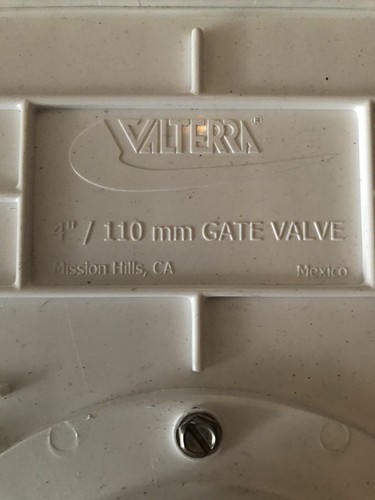 VALTERRA®
4" / 110 mm GATE VALVE
Mission Hills, CA Mexico